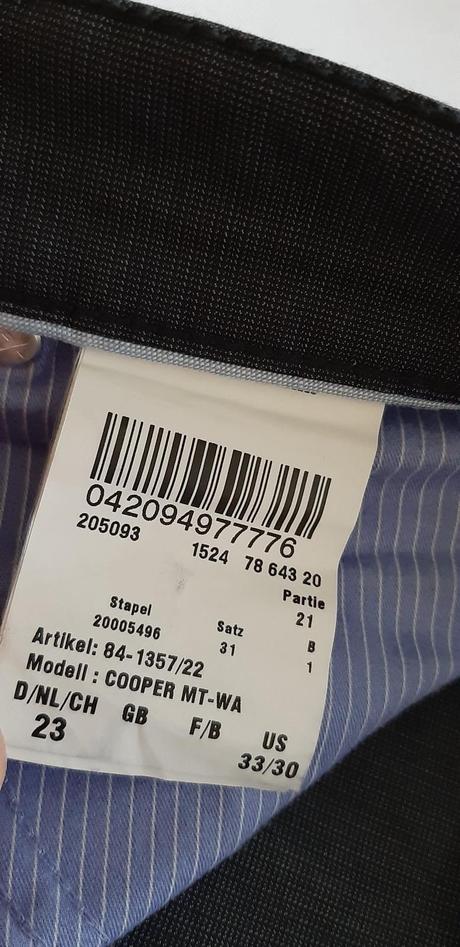 042094977776
205093 1524 78 643 20
Partie
Stapel Satz 21
20005496 31 B
Artikel: 84-1357/22 1
Modell : COOPER MT-WA
D/NL/CH GB F/B US
23 33/30